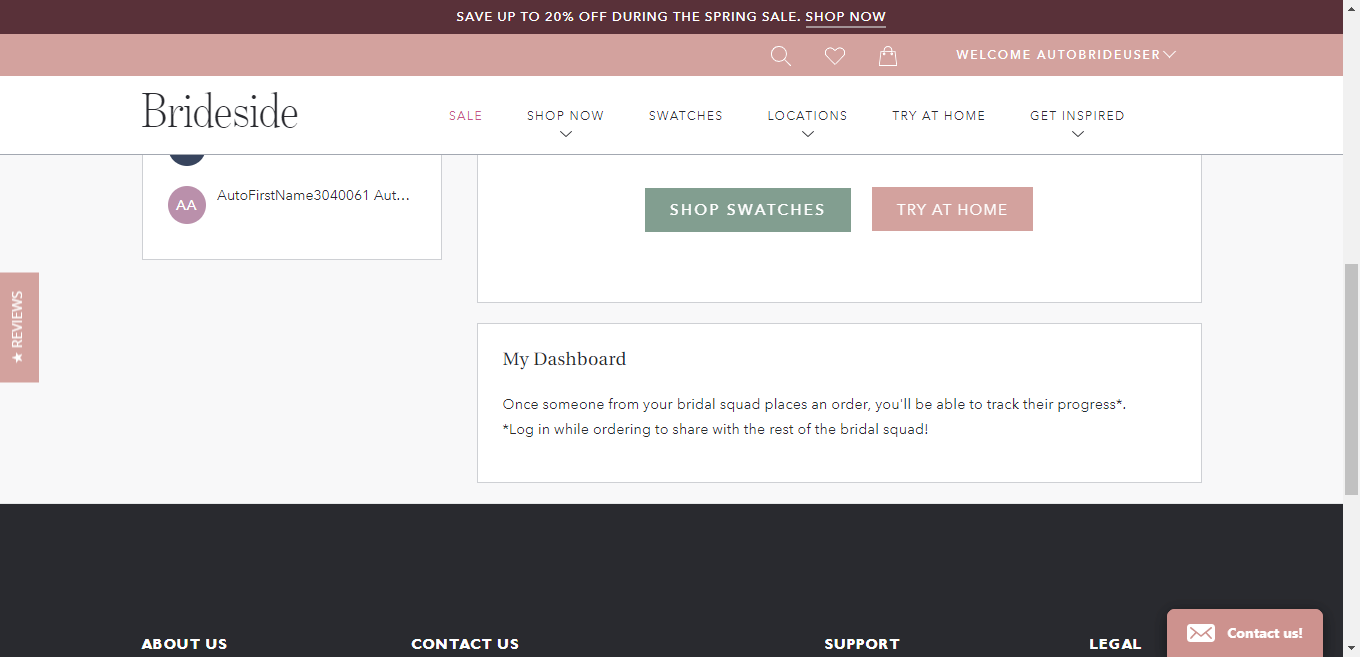 SAVE UP TO 20% OFF DURING THE SPRING SALE. SHOP NOW
WELCOME AUTOBRIDEUSER
Brideside
SALE
SHOP NOW
SWATCHES
LOCATIONS
TRY AT HOME
GET INSPIRED
AA
AutoFirstName3040061 Aut...
SHOP SWATCHES
TRY AT HOME
★ REVIEWS
My Dashboard
Once someone from your bridal squad places an order, you'll be able to track their progress*.
*Log in while ordering to share with the rest of the bridal squad!
ABOUT US
CONTACT US
SUPPORT
LEGAL
Contact us!